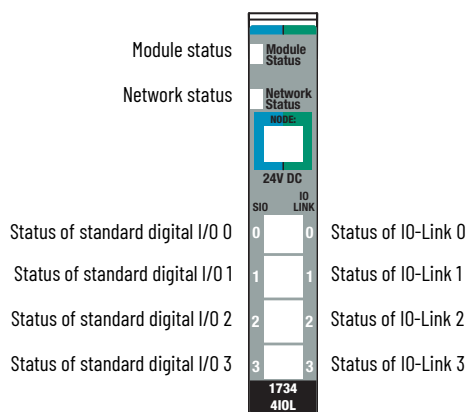 Module status
Module
Status
Network status
Network
Status
NODE:
24V DC
SIO
IO
LINK
Status of standard digital I/O 0 0 0 Status of IO-Link 0
Status of standard digital I/O 1 1 1 Status of IO-Link 1
Status of standard digital I/O 2 2 2 Status of IO-Link 2
Status of standard digital I/O 3 3 3 Status of IO-Link 3
1734
4IOL